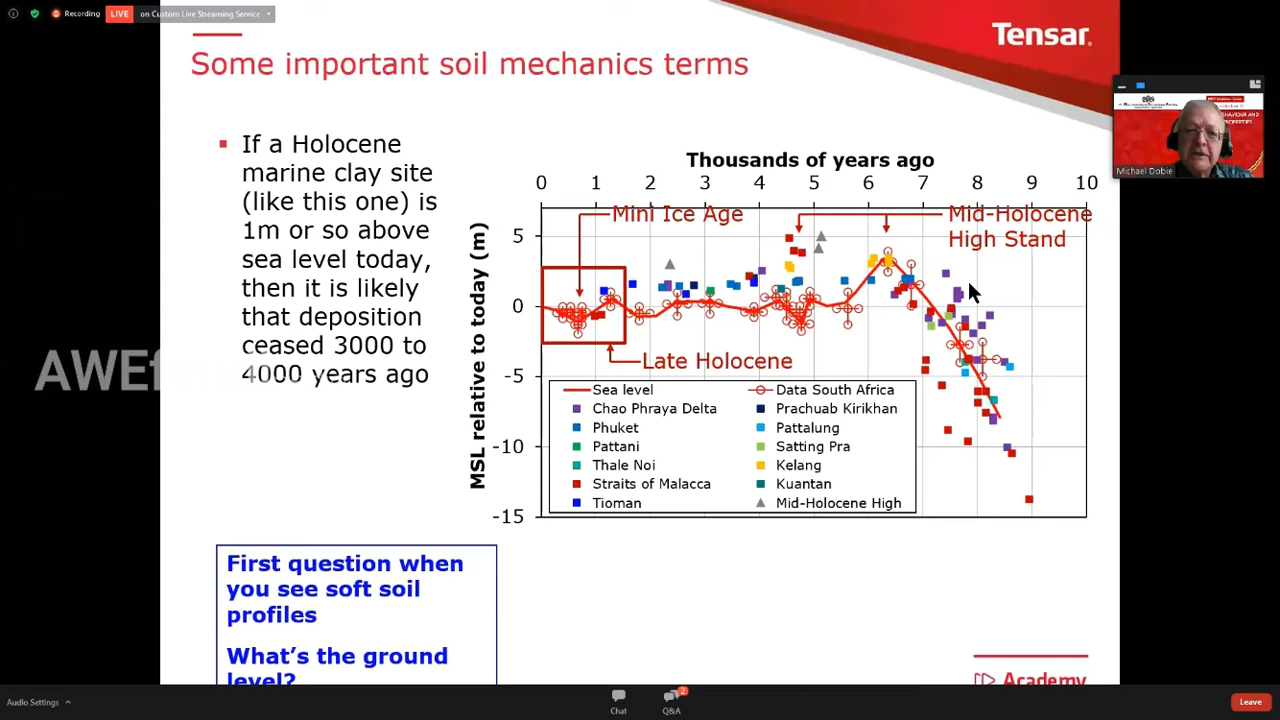 Recording
LIVE
on Custom Live Streaming Service
Tensar.
Some important soil mechanics terms
Michael Dobie
If a Holocene
marine clay site
(like this one) is
1m or so above
sea level today,
then it is likely
that deposition
ceased 3000 to
4000 years ago
Thousands of years ago
0 1 2 3 4 5 6 7 8 9 10
MSL relative to today (m)
5
0
-5
-10
-15
Mini Ice Age
Mid-Holocene
High Stand
Late Holocene
Sea level
Data South Africa
Chao Phraya Delta
Prachuab Kirikhan
Phuket
Pattalung
Pattani
Satting Pra
Thale Noi
Kelang
Straits of Malacca
Kuantan
Tioman
Mid-Holocene High
First question when
you see soft soil
profiles
What's the ground
level?
Academy
Audio Settings
Chat
Q&A
2
Leave